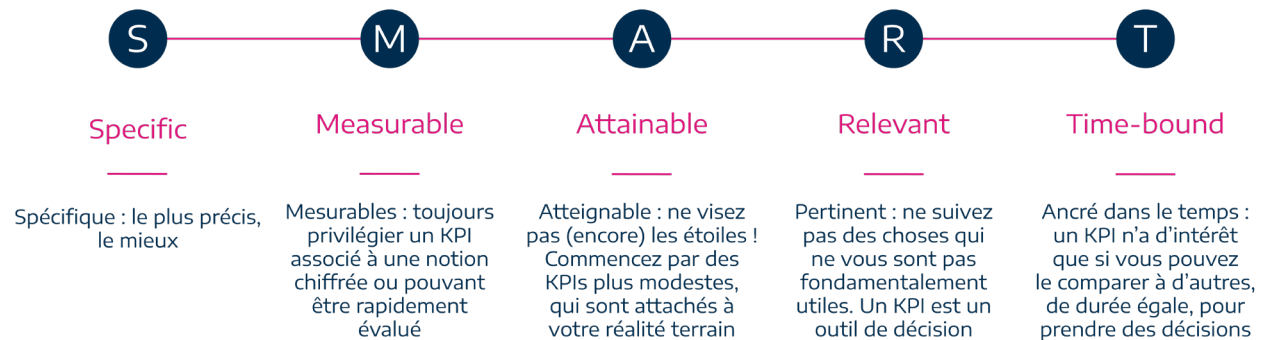 S
M
A
R
T
Specific
Measurable
Attainable
Relevant
Time-bound
Spécifique : le plus précis,
le mieux
Mesurables : toujours
privilégier un KPI
associé à une notion
chiffrée ou pouvant
être rapidement
évalué
Atteignable : ne visez
pas (encore) les étoiles !
Commencez par des
KPIs plus modestes,
qui sont attachés à
votre réalité terrain
Pertinent : ne suivez
pas des choses qui
ne vous sont pas
fondamentalement
utiles. Un KPI est un
outil de décision
Ancré dans le temps :
un KPI n’a d’intérêt
que si vous pouvez
le comparer à d’autres,
de durée égale, pour
prendre des décisions